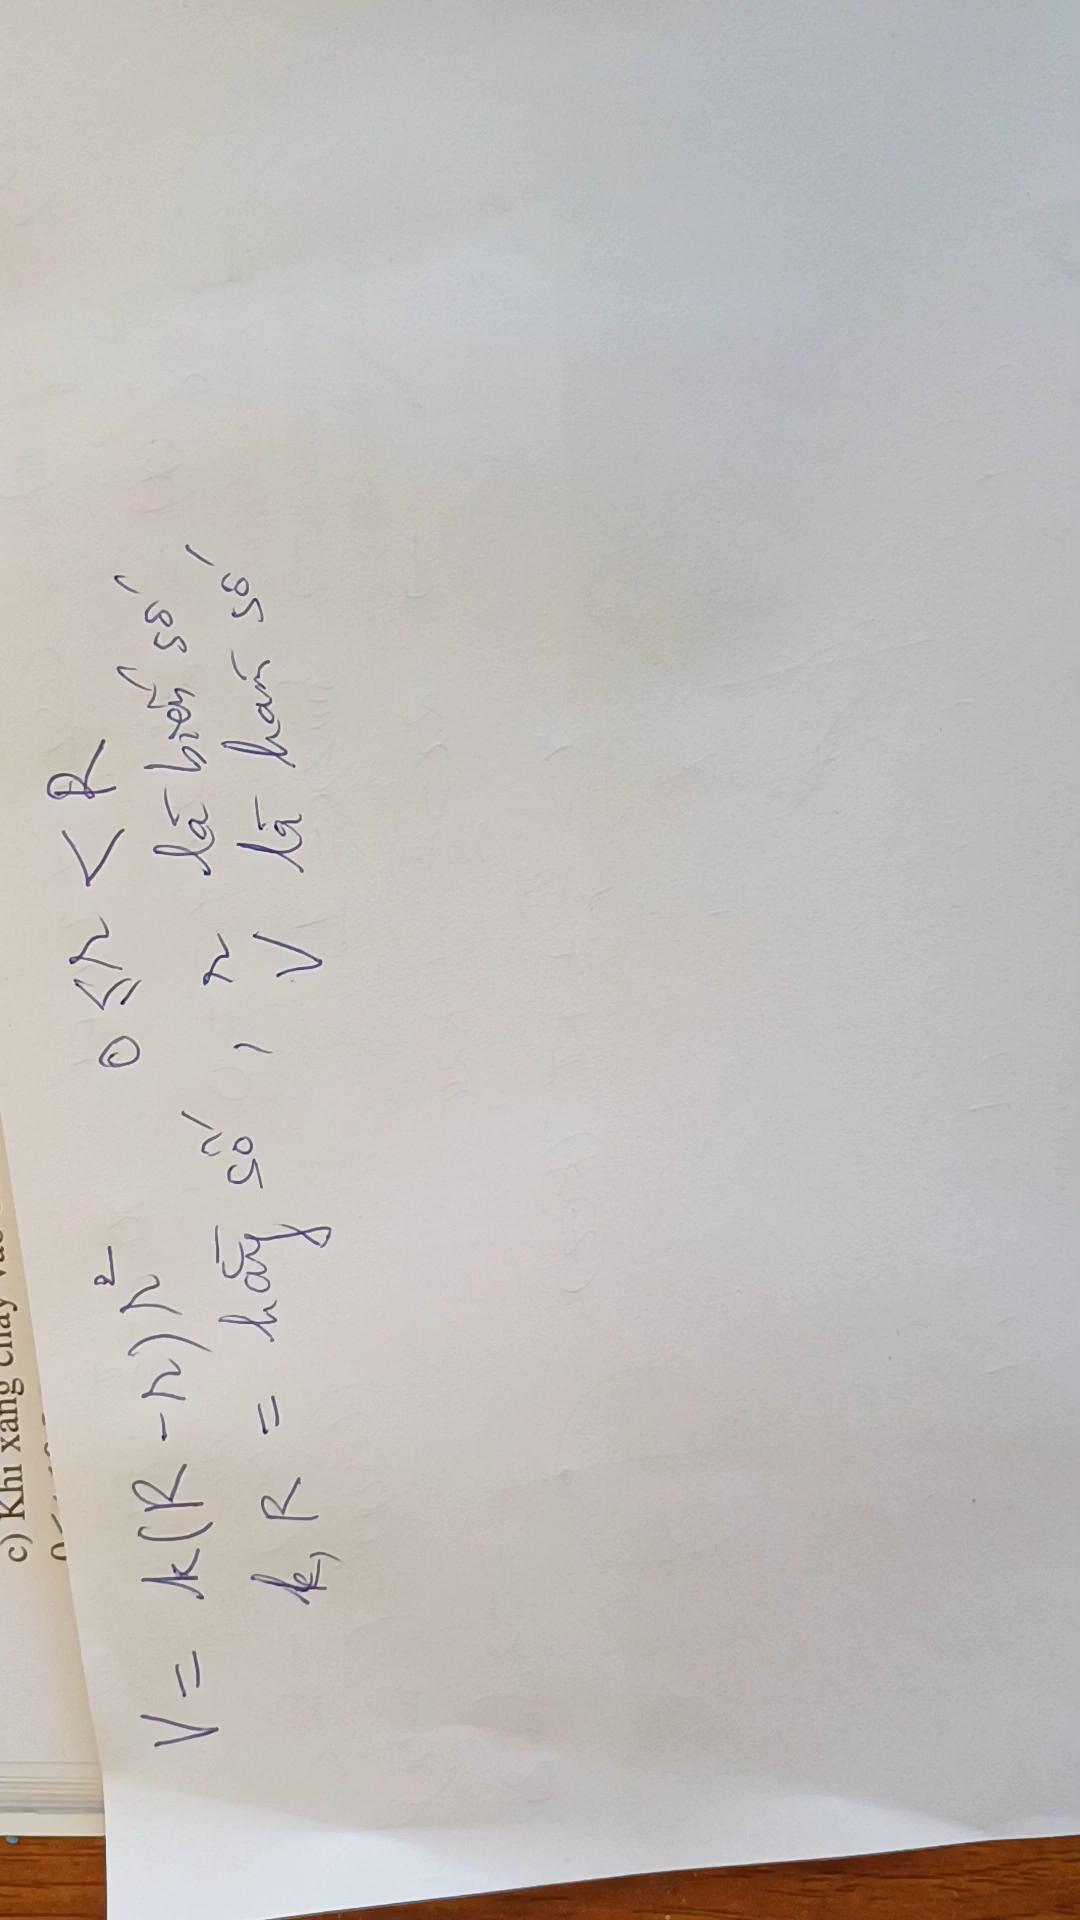 c) Khi xăng chảy
V = k(R - r)r² 0 ≤ r < R
k, R = hằng số, r là biến số
V là hàm số